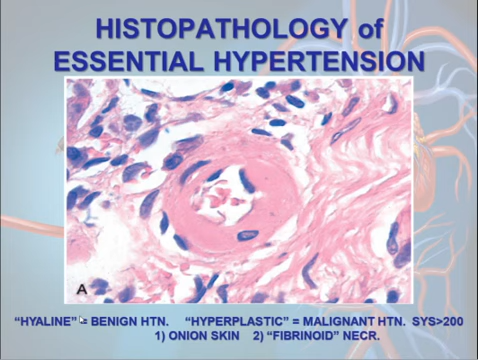 HISTOPATHOLOGY of
ESSENTIAL HYPERTENSION
A
“HYALINE” = BENIGN HTN. “HYPERPLASTIC” = MALIGNANT HTN. SYS>200
1) ONION SKIN 2) “FIBRINOID” NECR.